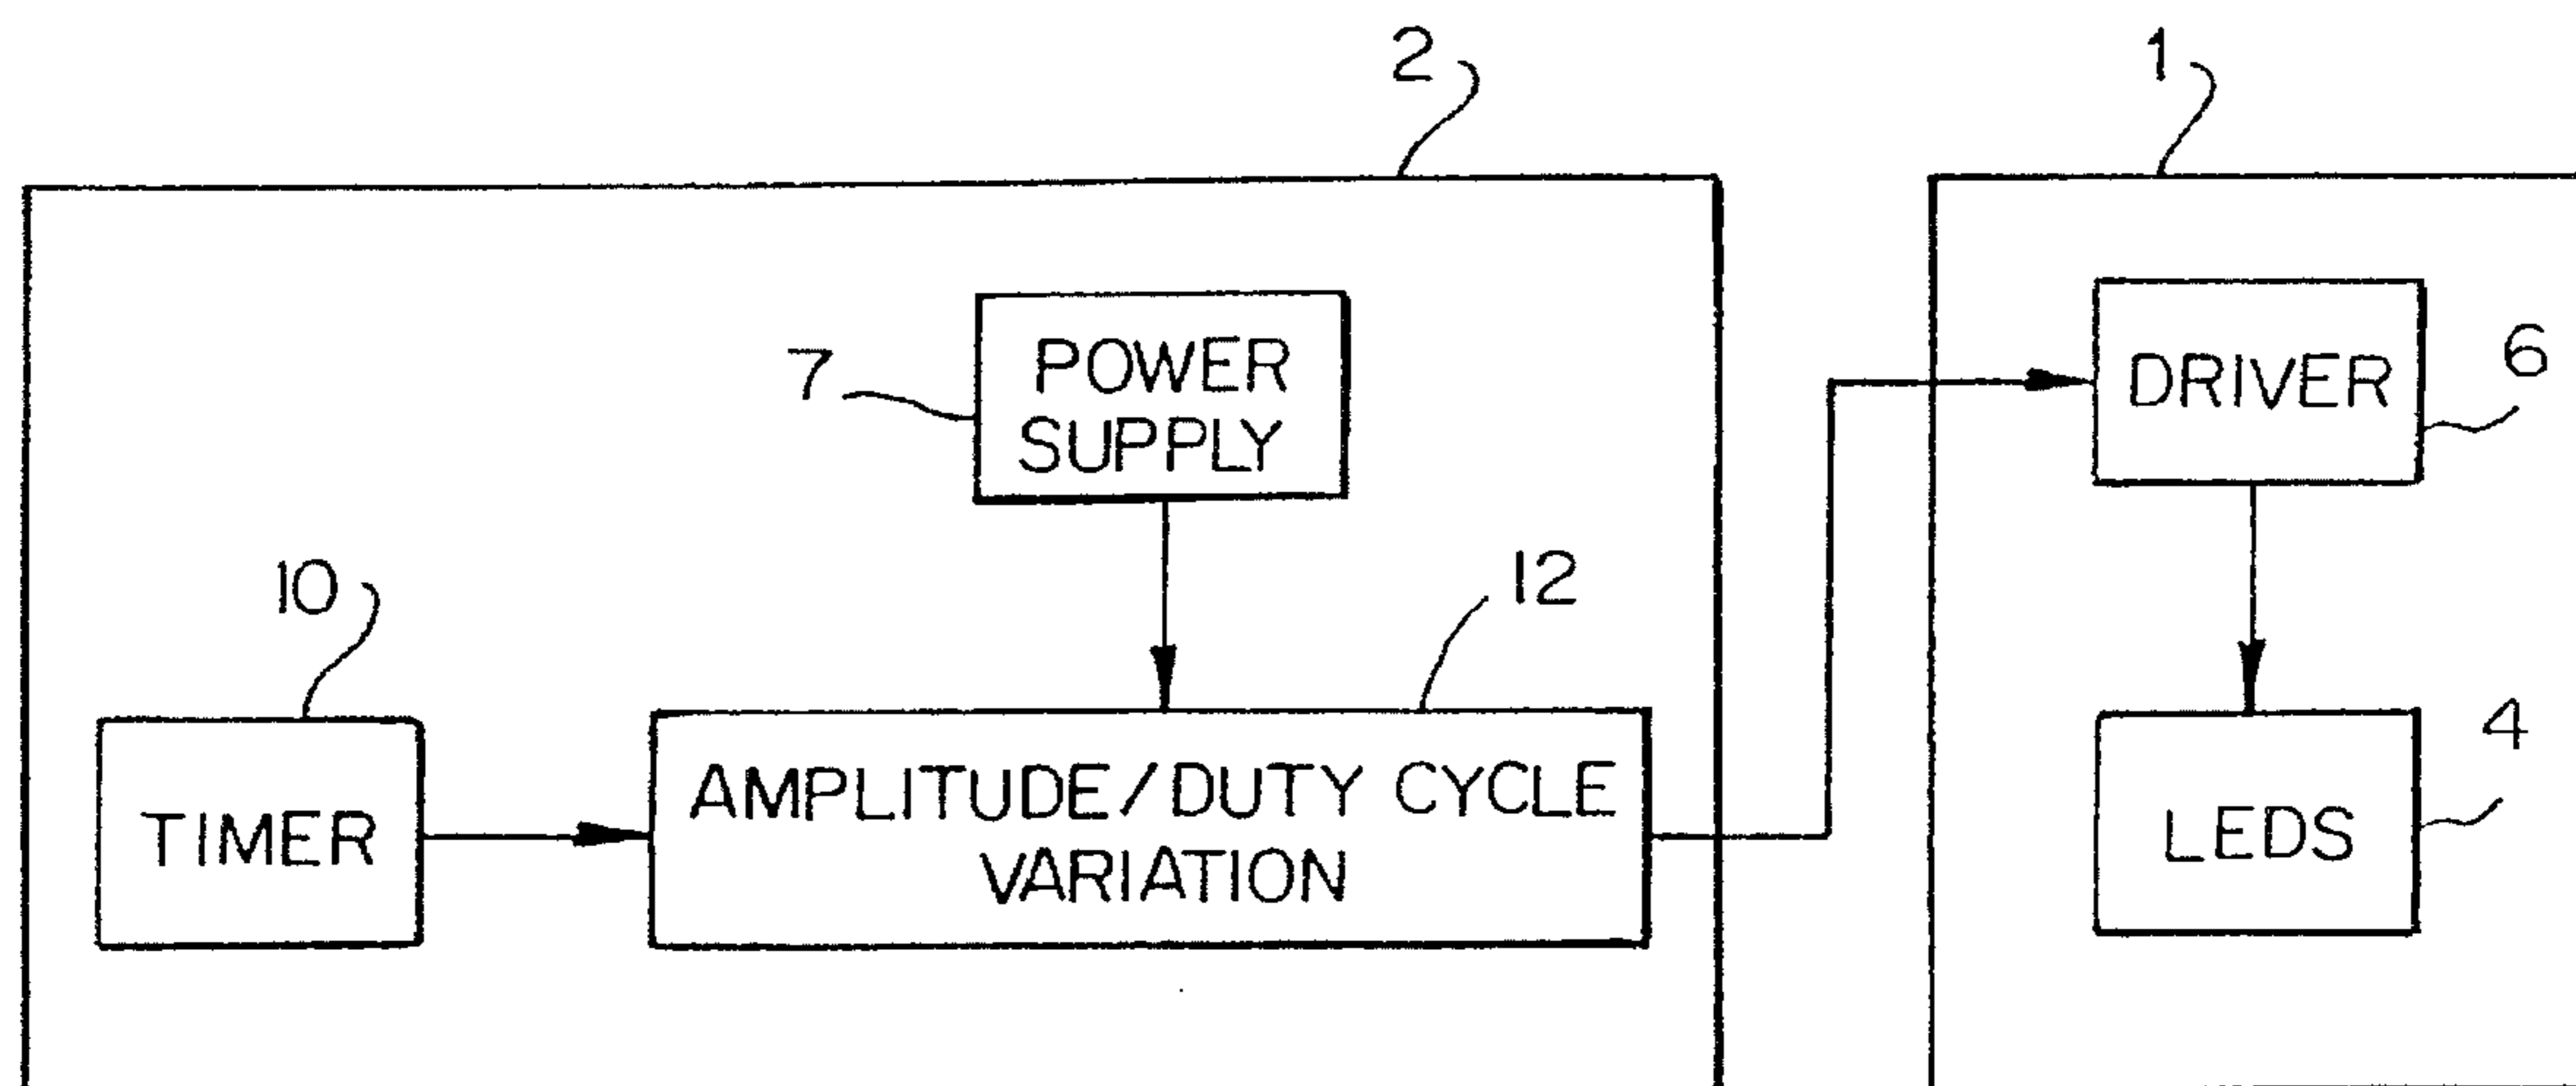 2
1
POWER
SUPPLY
7
DRIVER
6
10
12
TIMER
AMPLITUDE/DUTY CYCLE
VARIATION
LEDS
4